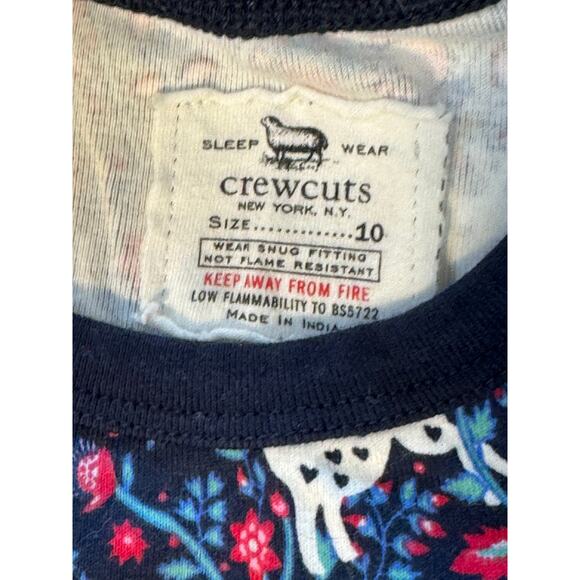 SLEEP WEAR
crewcuts
NEW YORK, N.Y.
SIZE.............10
WEAR SNUG FITTING
NOT FLAME RESISTANT
KEEP AWAY FROM FIRE
LOW FLAMMABILITY TO BS5722
MADE IN INDIA